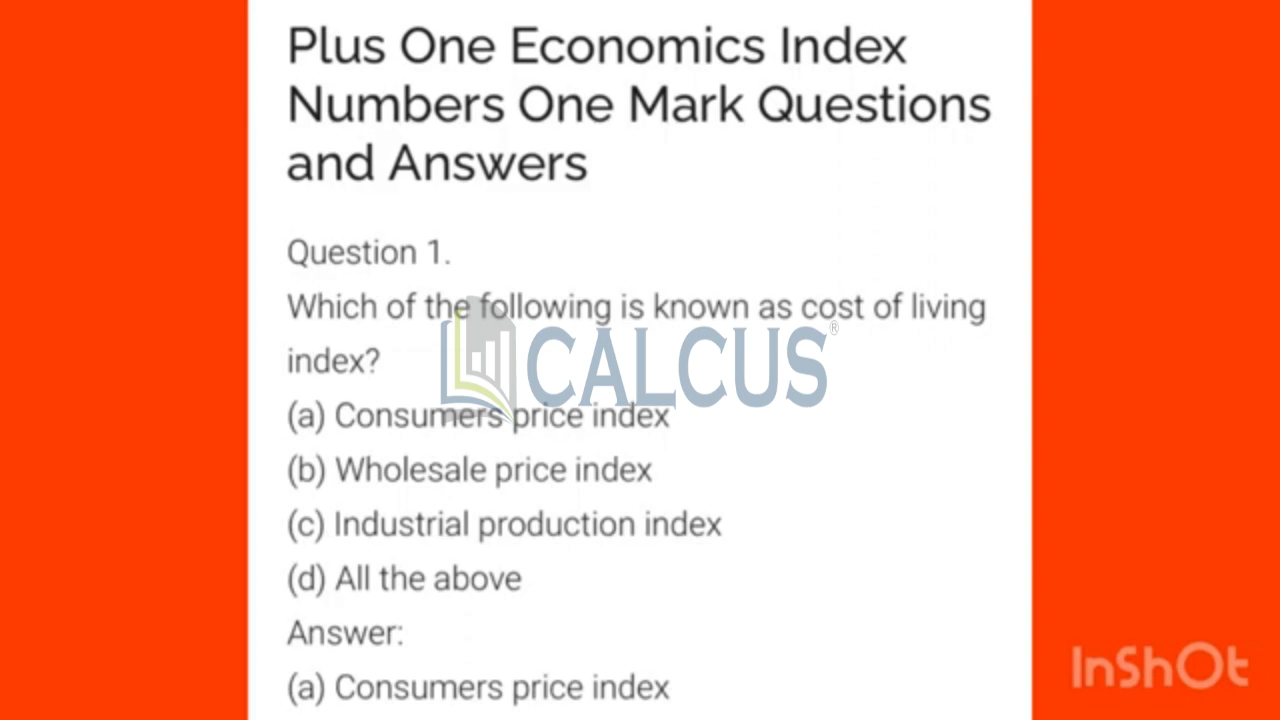 Plus One Economics Index
Numbers One Mark Questions
and Answers
Question 1.
Which of the following is known as cost of living
index?
CALCUS®
(a) Consumers price index
(b) Wholesale price index
(c) Industrial production index
(d) All the above
Answer:
(a) Consumers price index
InShOt